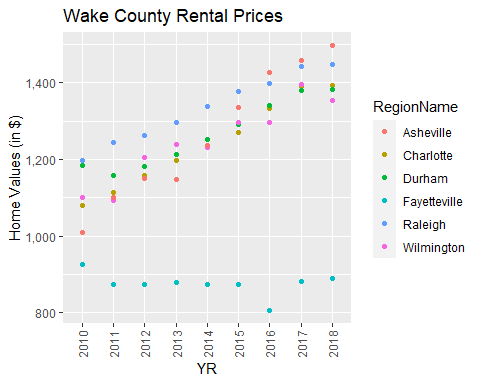 Wake County Rental Prices
Home Values (in $)
1,400
1,200
1,000
800
2010
2011
2012
2013
2014
2015
2016
2017
2018
YR
RegionName
Asheville
Charlotte
Durham
Fayetteville
Raleigh
Wilmington